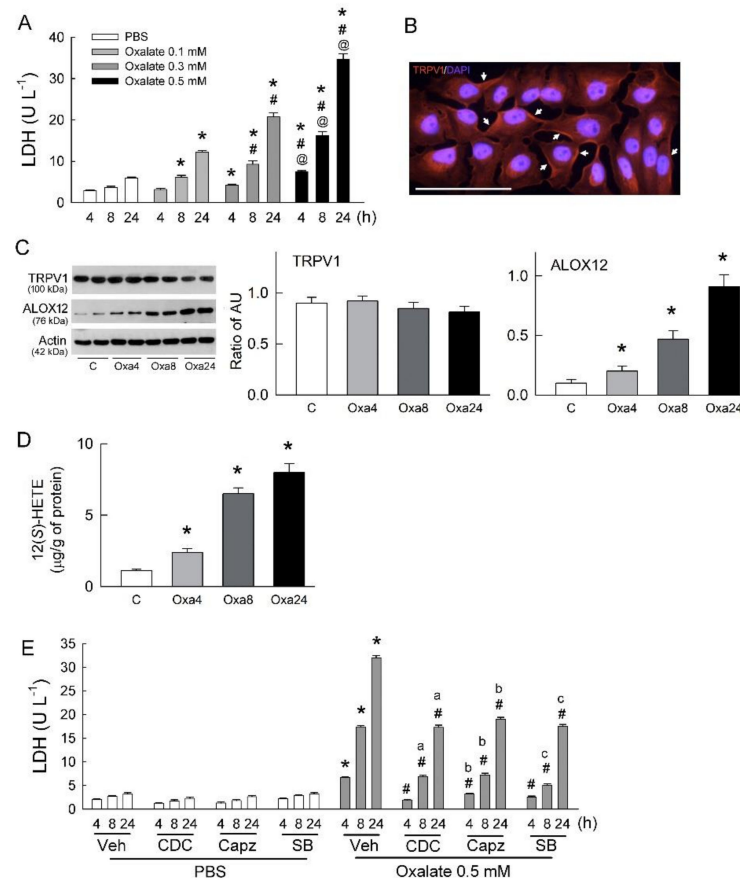 A
PBS
Oxalate 0.1 mM
Oxalate 0.3 mM
Oxalate 0.5 mM
LDH (U L⁻¹)
40
30
20
10
0
*
*
*
*
#
*
#
*
#
@
*
#
@
*
#
@
4 8 24 4 8 24 4 8 24 4 8 24 (h)
B
TRPV1/DAPI
C
TRPV1
(100 kDa)
ALOX12
(76 kDa)
Actin
(42 kDa)
C Oxa4 Oxa8 Oxa24
TRPV1
Ratio of AU
1.0
0.5
0.0
C Oxa4 Oxa8 Oxa24
ALOX12
1.0
0.5
0.0
* * *
C Oxa4 Oxa8 Oxa24
D
12(S)-HETE
(µg/g of protein)
10
5
0
* * *
C Oxa4 Oxa8 Oxa24
E
LDH (U L⁻¹)
35
30
25
20
15
10
5
0
* * *
# a # a #
b # b # b #
# c # c #
4 8 24 4 8 24 4 8 24 4 8 24 4 8 24 4 8 24 4 8 24 4 8 24 (h)
Veh CDC Capz SB Veh CDC Capz SB
PBS Oxalate 0.5 mM